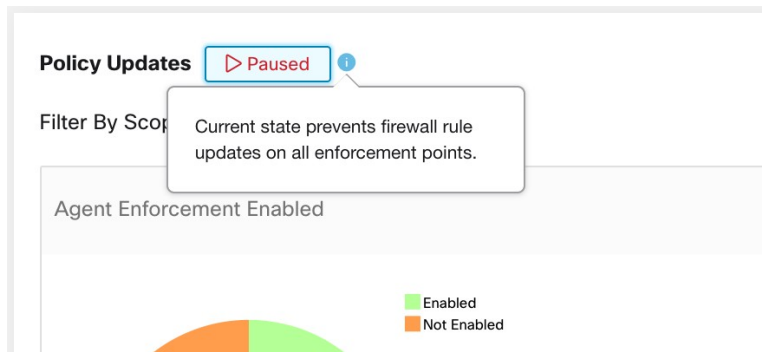 Policy Updates Paused
Filter By Scop
Current state prevents firewall rule
updates on all enforcement points.
Agent Enforcement Enabled
Enabled
Not Enabled